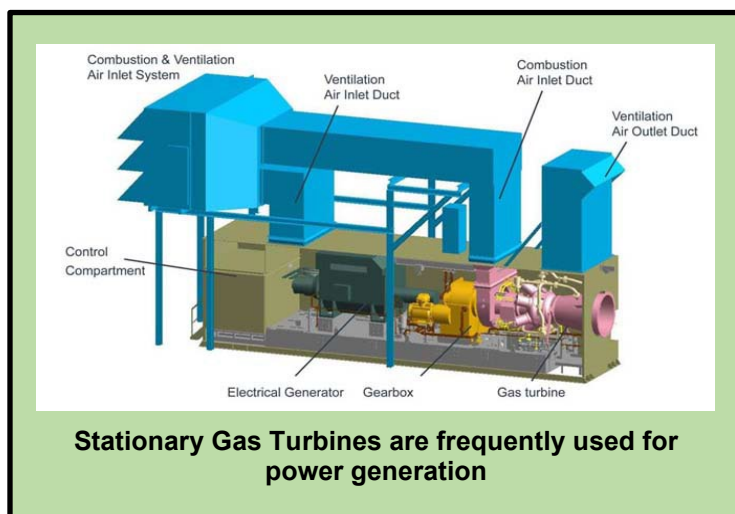 Combustion & Ventilation
Air Inlet System
Ventilation
Air Inlet Duct
Combustion
Air Inlet Duct
Ventilation
Air Outlet Duct
Control
Compartment
Electrical Generator
Gearbox
Gas turbine
Stationary Gas Turbines are frequently used for
power generation